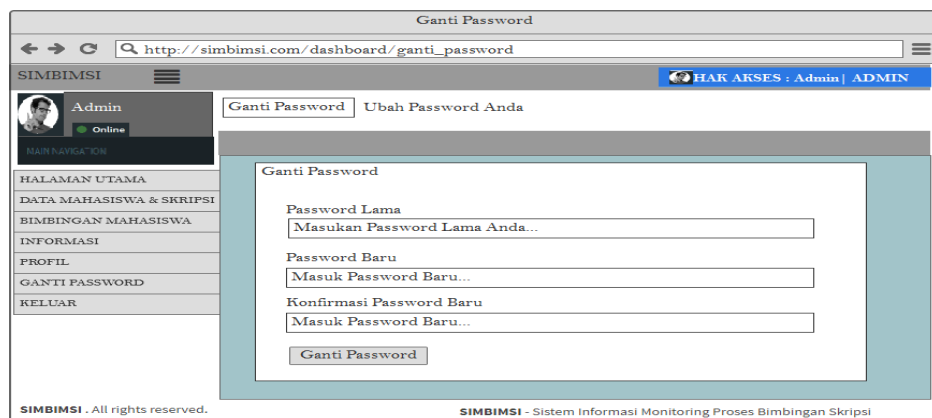 Ganti Password
http://simbimsi.com/dashboard/ganti_password
SIMBIMSI
HAK AKSES : Admin| ADMIN
Admin
Online
MAIN NAVIGATION
Ganti Password Ubah Password Anda
HALAMAN UTAMA
DATA MAHASISWA & SKRIPSI
BIMBINGAN MAHASISWA
INFORMASI
PROFIL
GANTI PASSWORD
KELUAR
Ganti Password
Password Lama
Masukan Password Lama Anda...
Password Baru
Masuk Password Baru...
Konfirmasi Password Baru
Masuk Password Baru...
Ganti Password
SIMBIMSI . All rights reserved.
SIMBIMSI - Sistem Informasi Monitoring Proses Bimbingan Skripsi